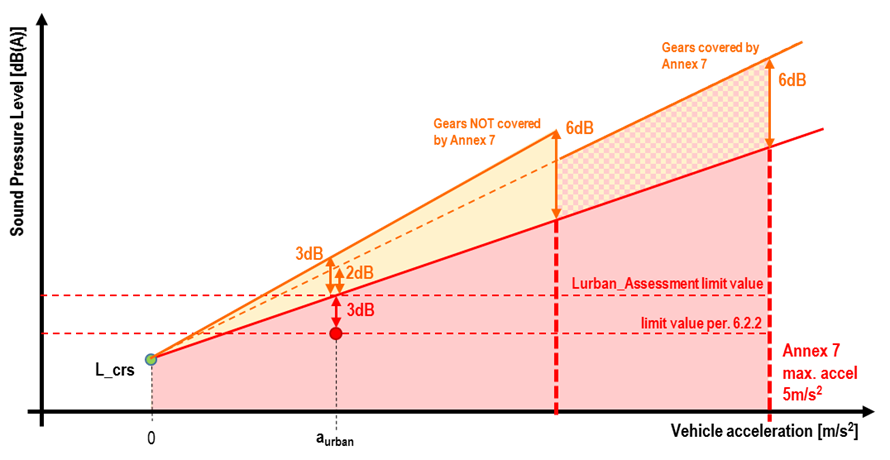 Sound Pressure Level [dB(A)]
Gears covered by
Annex 7
6dB
Gears NOT covered
by Annex 7
6dB
3dB
2dB
Lurban_Assessment limit value
3dB
limit value per. 6.2.2
L_crs
Annex 7
max. accel
5m/s²
0
a_urban
Vehicle acceleration [m/s²]